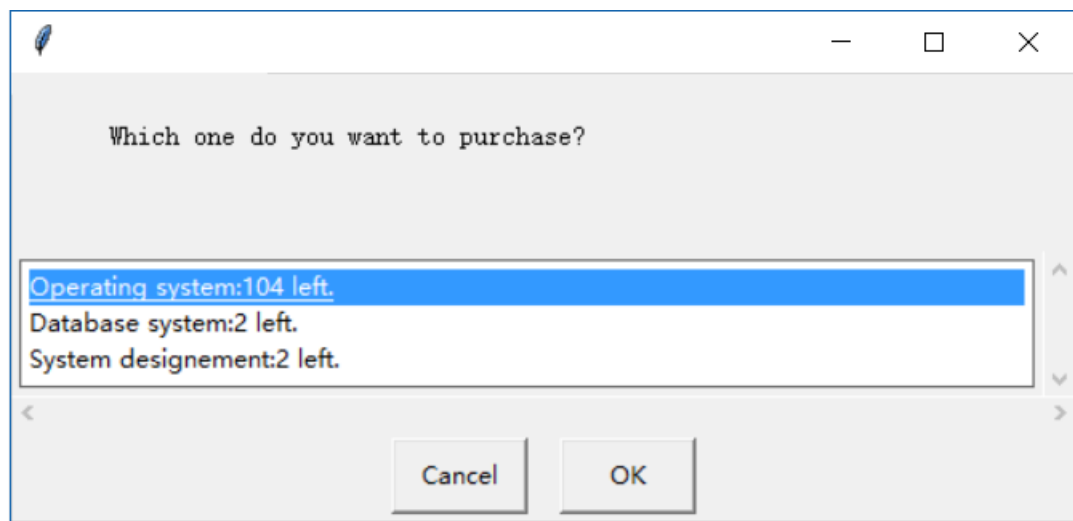 Which one do you want to purchase?
Operating system:104 left.
Database system:2 left.
System designement:2 left.
Cancel OK